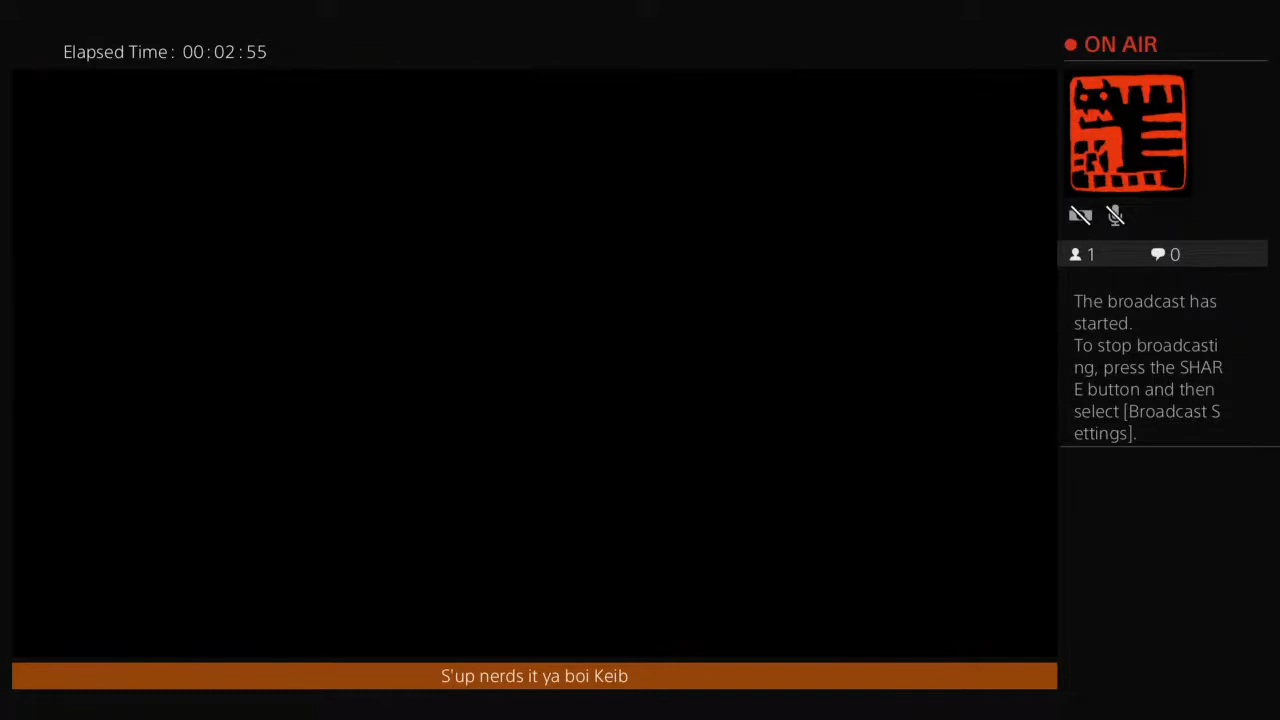 Elapsed Time: 00:02:55
ON AIR
1 0
The broadcast has
started.
To stop broadcasti
ng, press the SHAR
E button and then
select [Broadcast S
ettings].
S'up nerds it ya boi Keib